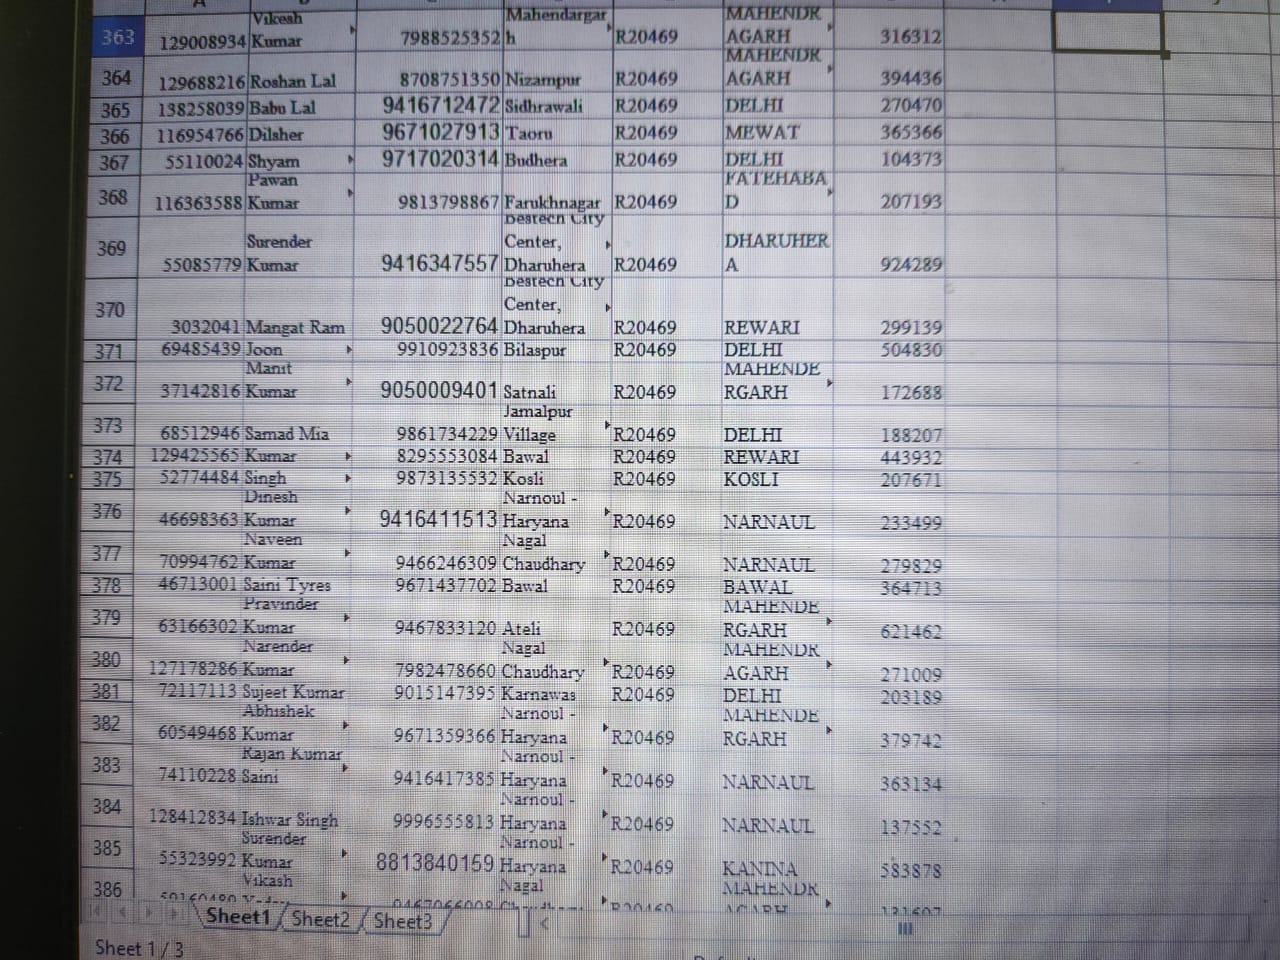 363 129008934 Vikesh Kumar 7988525352 Mahendargarh R20469 MAHENDRAGARH 316312
364 129688216 Roshan Lal 8708751350 Nizampur R20469 MAHENDRAGARH 394436
365 138258039 Babu Lal 9416712472 Sidhrawali R20469 DELHI 270470
366 116954766 Dilsher 9671027913 Taoru R20469 MEWAT 365366
367 55110024 Shyam 9717020314 Budhera R20469 DELHI 104373
368 116363588 Pawan Kumar 9813798867 Farukhnagar R20469 FATEHABAD 207193
369 55085779 Surender Kumar 9416347557 Bestech City Center, Dharuhera R20469 DHARUHERA 924289
370 3032041 Mangat Ram 9050022764 Bestech City Center, Dharuhera R20469 REWARI 299139
371 69485439 Joon 9910923836 Bilaspur R20469 DELHI 504830
372 37142816 Manit Kumar 9050009401 Satnali R20469 MAHENDERGARH 172688
373 68512946 Samad Mia 9861734229 Jamalpur Village R20469 DELHI 188207
374 129425565 Kumar 8295553084 Bawal R20469 REWARI 443932
375 52774484 Singh 9873135532 Kosli R20469 KOSLI 207671
376 46698363 Dinesh Kumar 9416411513 Narnoul - Haryana R20469 NARNAUL 233499
377 70994762 Naveen Kumar 9466246309 Nagal Chaudhary R20469 NARNAUL 279829
378 46713001 Saini Tyres 9671437702 Bawal R20469 BAWAL 364713
379 63166302 Pravinder Kumar 9467833120 Ateli R20469 MAHENDERGARH 621462
380 127178286 Narender Kumar 7982478660 Nagal Chaudhary R20469 MAHENDRAGARH 271009
381 72117113 Sujeet Kumar 9015147395 Karnawas R20469 DELHI 203189
382 60549468 Abhishek Kumar 9671359366 Narnoul - Haryana R20469 MAHENDERGARH 379742
383 74110228 Rajan Kumar Saini 9416417385 Narnoul - Haryana R20469 NARNAUL 363134
384 128412834 Ishwar Singh 9996555813 Narnoul - Haryana R20469 NARNAUL 137552
385 55323992 Surender Kumar 8813840159 Narnoul - Haryana R20469 KANINA 583878
386 Vikash Nagal MAHENDR
Sheet1 Sheet2 Sheet3
Sheet 1 / 3